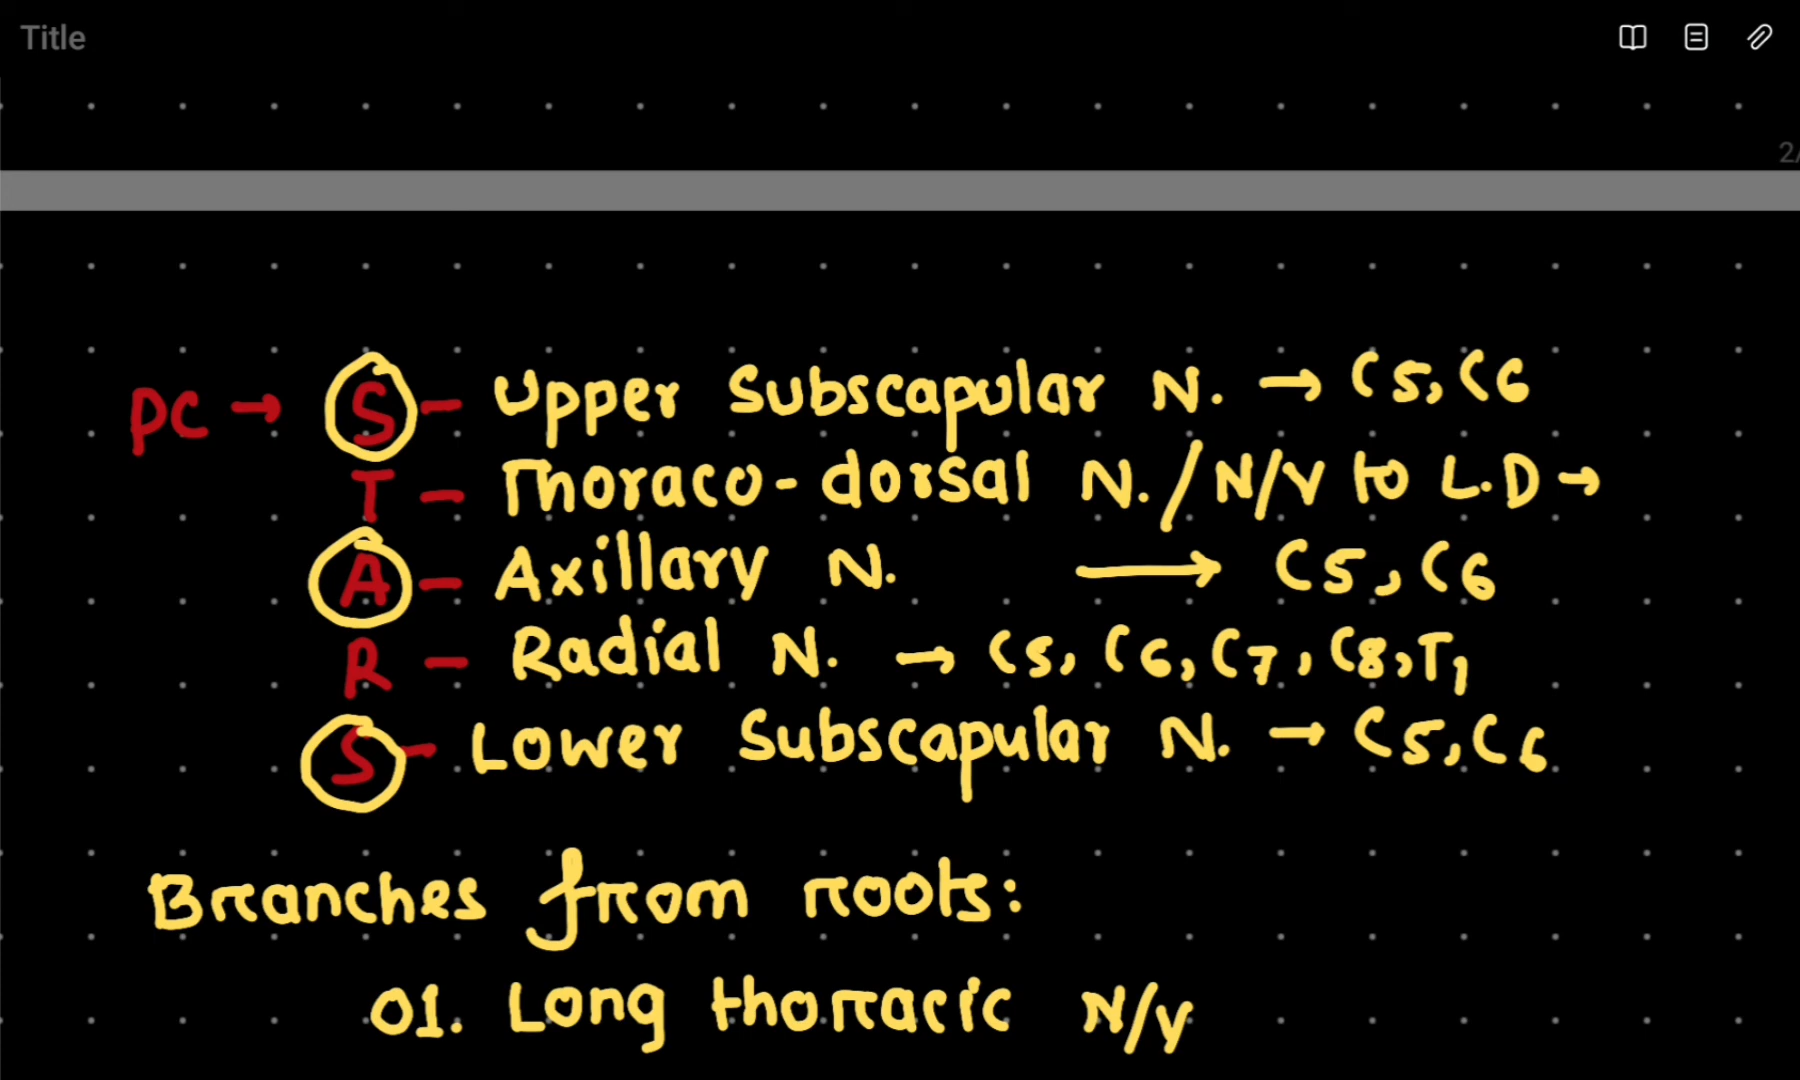 Title
2/
PC → S - Upper Subscapular N. → C5, C6
T - Thoraco-dorsal N./N/V to L.D →
A - Axillary N. → C5, C6
R - Radial N. → C5, C6, C7, C8, T1
S - Lower Subscapular N. → C5, C6
Branches from roots:
01. Long thoracic N/V